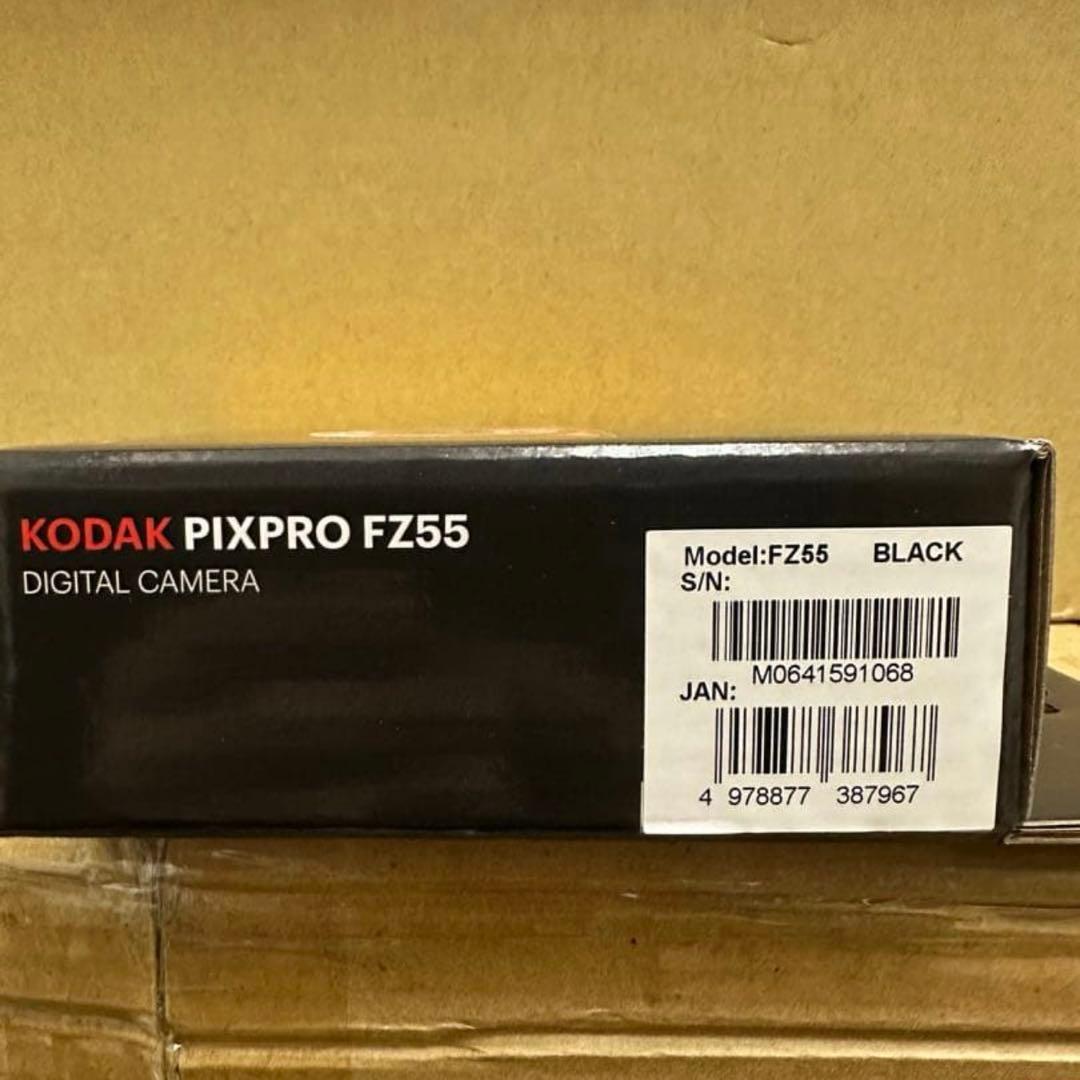 KODAK PIXPRO FZ55
DIGITAL CAMERA
Model:FZ55 BLACK
S/N:
M0641591068
JAN:
4 978877 387967